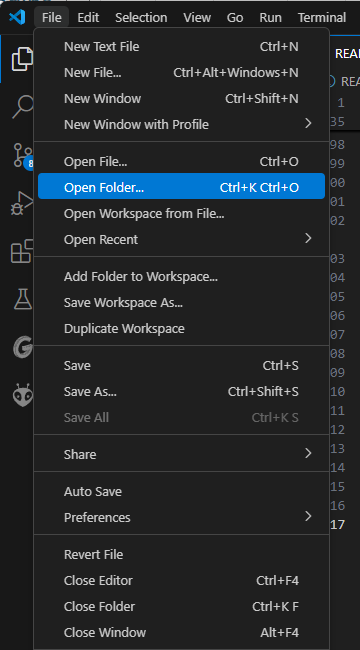 File Edit Selection View Go Run Terminal
New Text File Ctrl+N
New File... Ctrl+Alt+Windows+N
New Window Ctrl+Shift+N
New Window with Profile
Open File... Ctrl+O
Open Folder... Ctrl+K Ctrl+O
Open Workspace from File...
Open Recent
Add Folder to Workspace...
Save Workspace As...
Duplicate Workspace
Save Ctrl+S
Save As... Ctrl+Shift+S
Save All Ctrl+K S
Share
Auto Save
Preferences
Revert File
Close Editor Ctrl+F4
Close Folder Ctrl+K F
Close Window Alt+F4
8
READ
REA
1
35
98
99
00
01
02
03
04
05
06
07
08
09
10
11
12
13
14
15
16
17